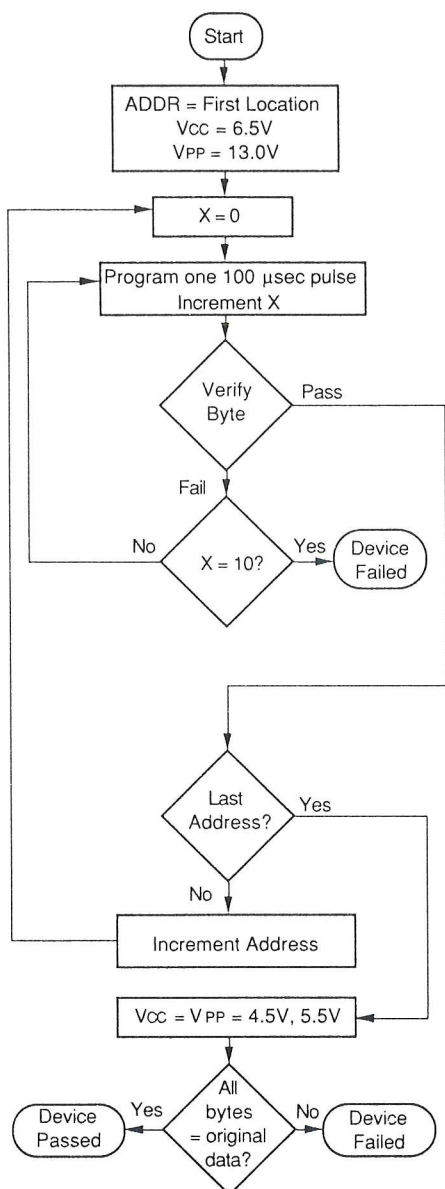 Start
ADDR = First Location
VCC = 6.5V
VPP = 13.0V
X = 0
Program one 100 μsec pulse
Increment X
Verify
Byte
Pass
Fail
No
X = 10?
Yes
Device
Failed
Last
Address?
Yes
No
Increment Address
VCC = VPP = 4.5V, 5.5V
Device
Passed
Yes
All
bytes
= original
data?
No
Device
Failed